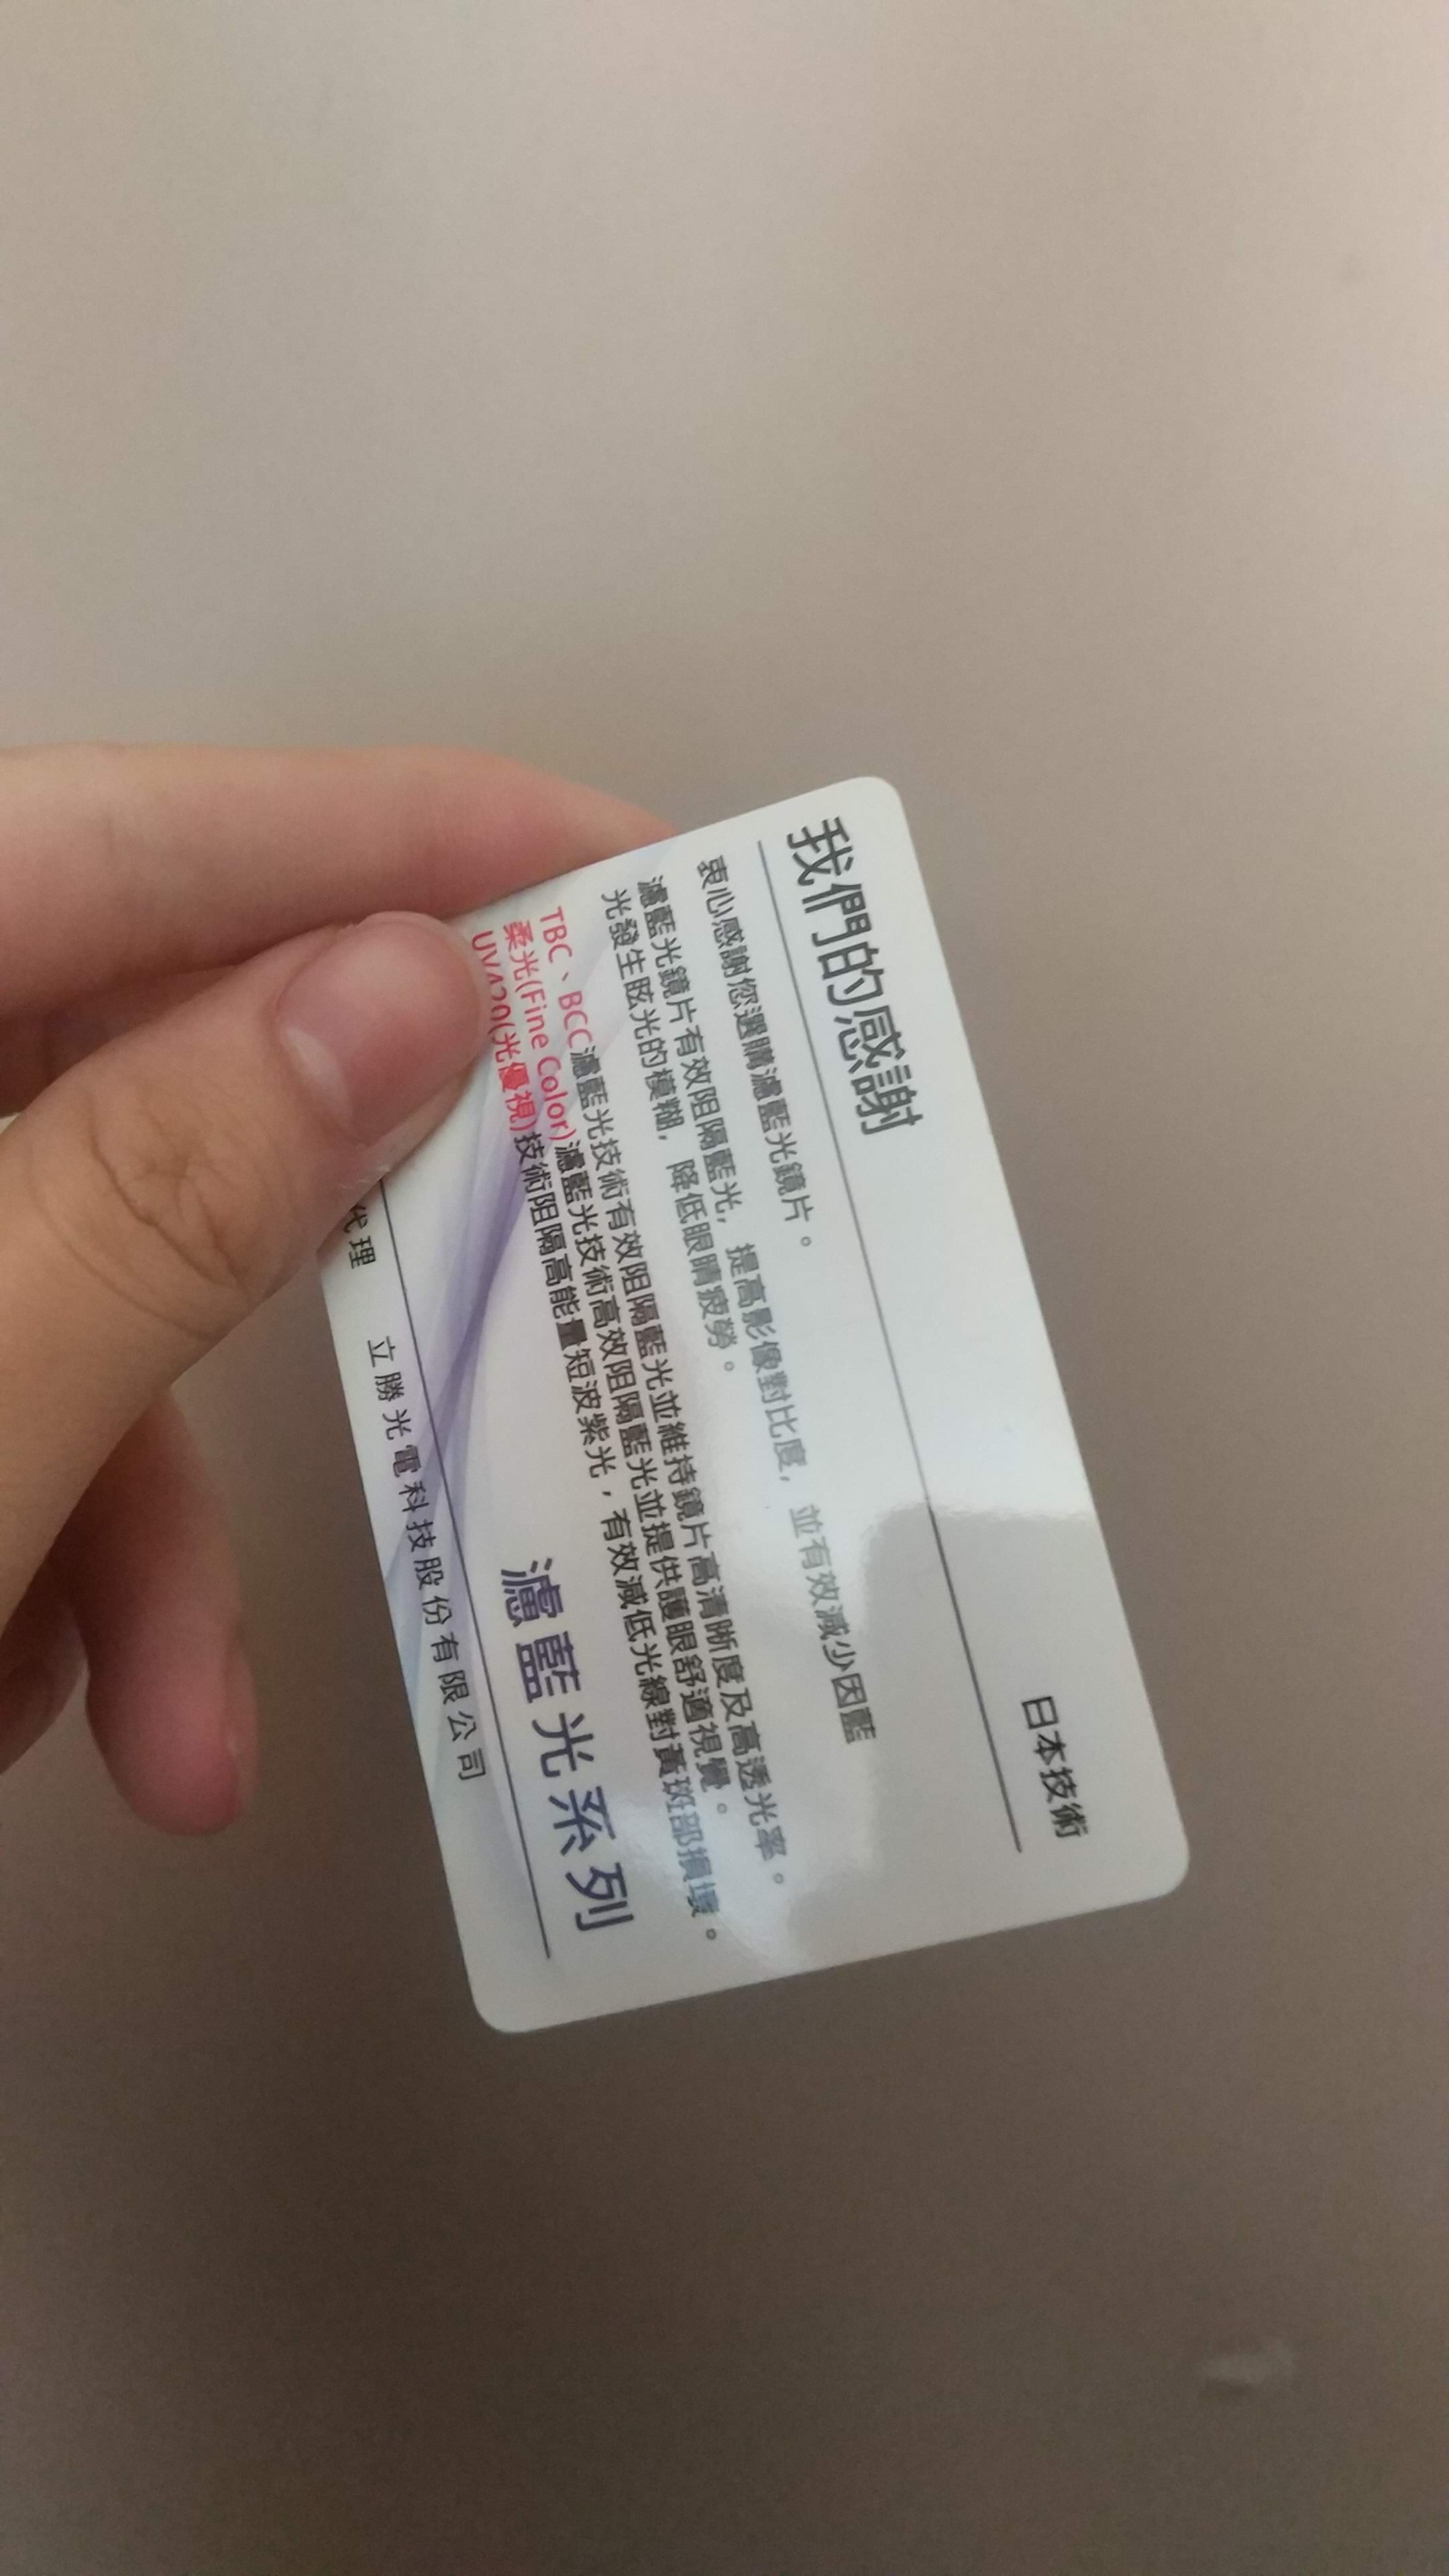 我們的感謝
日本技術
衷心感謝您選購濾藍光鏡片。
濾藍光鏡片有效阻隔藍光, 提高影像對比度, 並有效減少因藍
光發生眩光的模糊, 降低眼睛疲勞。
TBC、BCC濾藍光技術有效阻隔藍光並維持鏡片高清晰度及高透光率。
柔光(Fine Color)濾藍光技術高效阻隔藍光並提供護眼舒適視覺。
UV420(光優視)技術阻隔高能量短波紫光，有效減低光線對黃斑部損壞。
濾藍光系列
代理 立勝光電科技股份有限公司